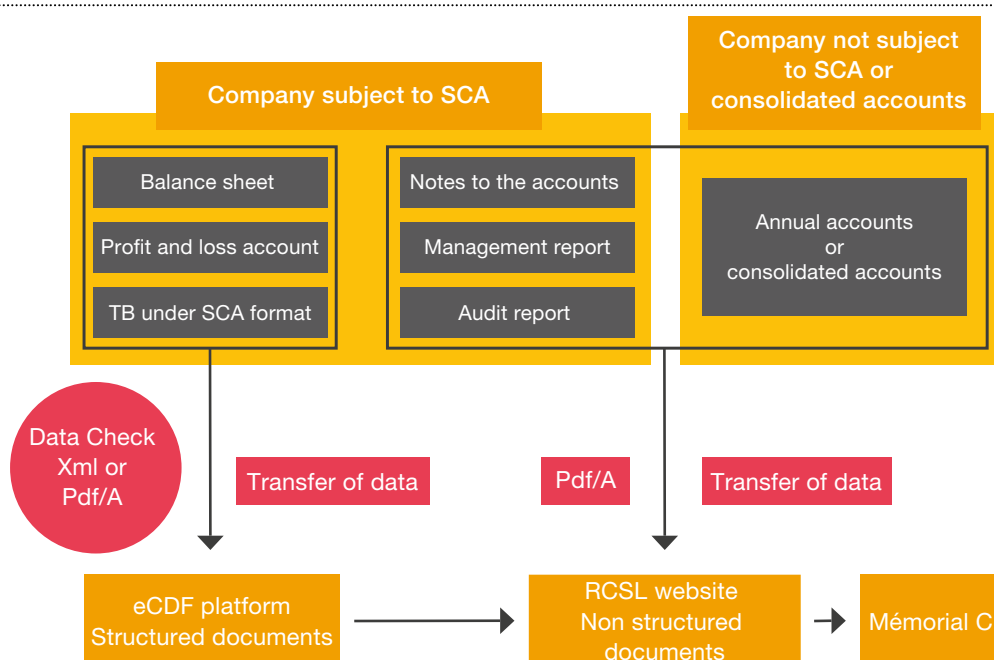 Company subject to SCA
Company not subject
to SCA or
consolidated accounts
Balance sheet
Profit and loss account
TB under SCA format
Notes to the accounts
Management report
Audit report
Annual accounts
or
consolidated accounts
Data Check
Xml or
Pdf/A
Transfer of data
Pdf/A
Transfer of data
eCDF platform
Structured documents
RCSL website
Non structured
documents
Mémorial C